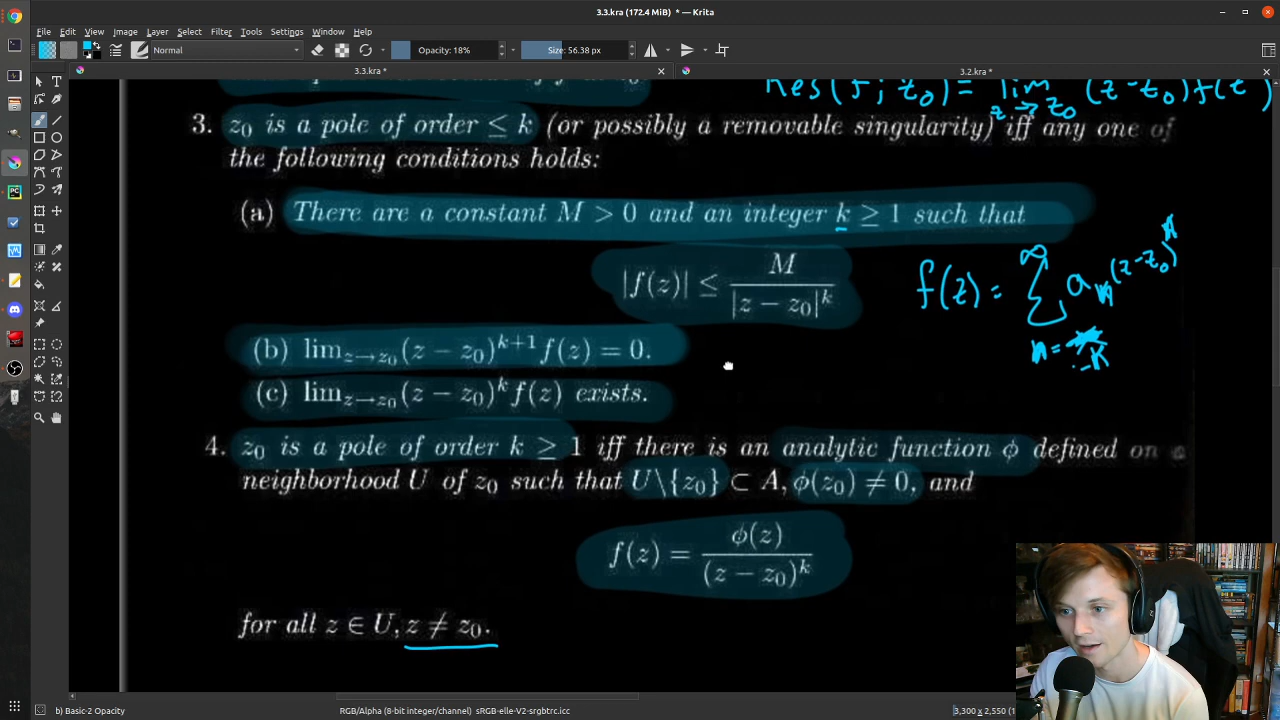 3.3.kra (172.4 MiB) * — Krita
File Edit View Image Layer Select Filter Tools Settings Window Help
Normal Opacity: 18% Size: 56.38 px
3.3.kra * 3.2.kra *
Res(f; z₀) = lim z→z₀ (z-z₀)f(z)
3. z₀ is a pole of order ≤ k (or possibly a removable singularity) iff any one of
the following conditions holds:
(a) There are a constant M > 0 and an integer k ≥ 1 such that
|f(z)| ≤ M / |z − z₀|ᵏ
f(z) = ∞ Σ n=-k aₙ (z-z₀)ⁿ
(b) lim z→z₀ (z − z₀)ᵏ⁺¹ f(z) = 0.
(c) lim z→z₀ (z − z₀)ᵏ f(z) exists.
4. z₀ is a pole of order k ≥ 1 iff there is an analytic function ϕ defined on a
neighborhood U of z₀ such that U\{z₀} ⊂ A, ϕ(z₀) ≠ 0, and
f(z) = ϕ(z) / (z − z₀)ᵏ
for all z ∈ U, z ≠ z₀.
b) Basic-2 Opacity RGB/Alpha (8-bit integer/channel) sRGB-elle-V2-srgbtrc.icc 3,300 x 2,550 (1